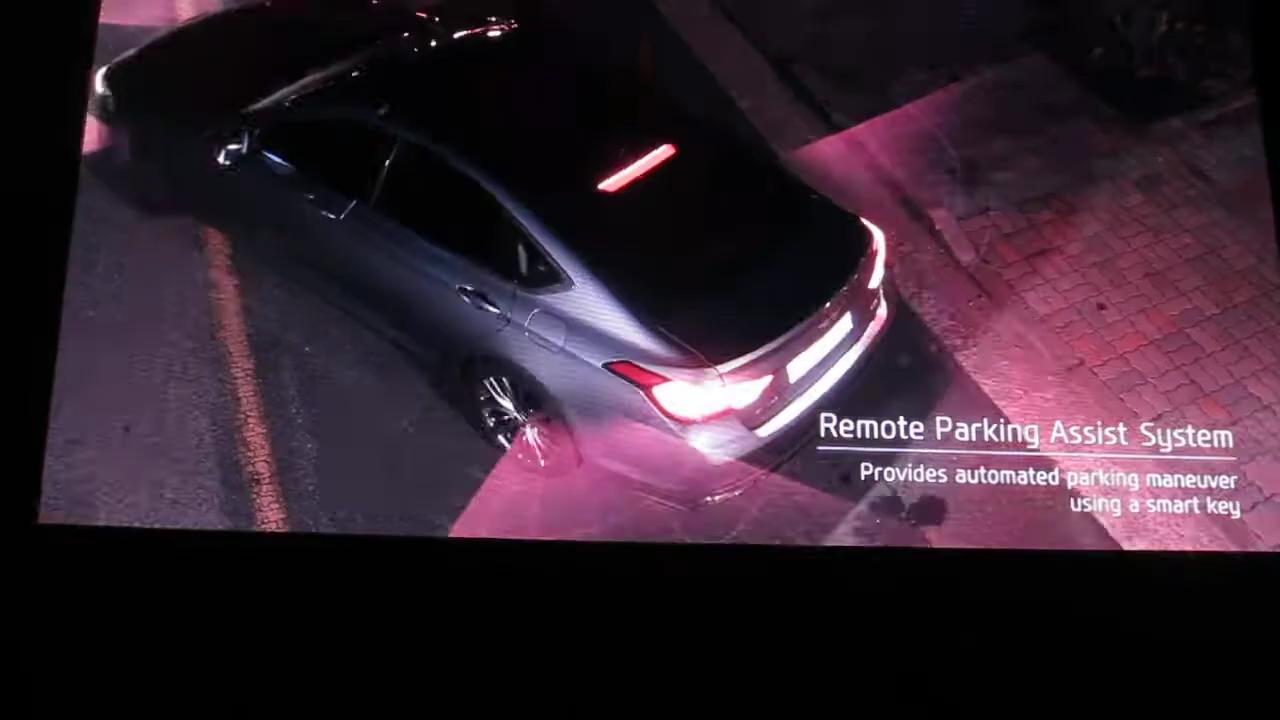 Remote Parking Assist System
Provides automated parking maneuver
using a smart key